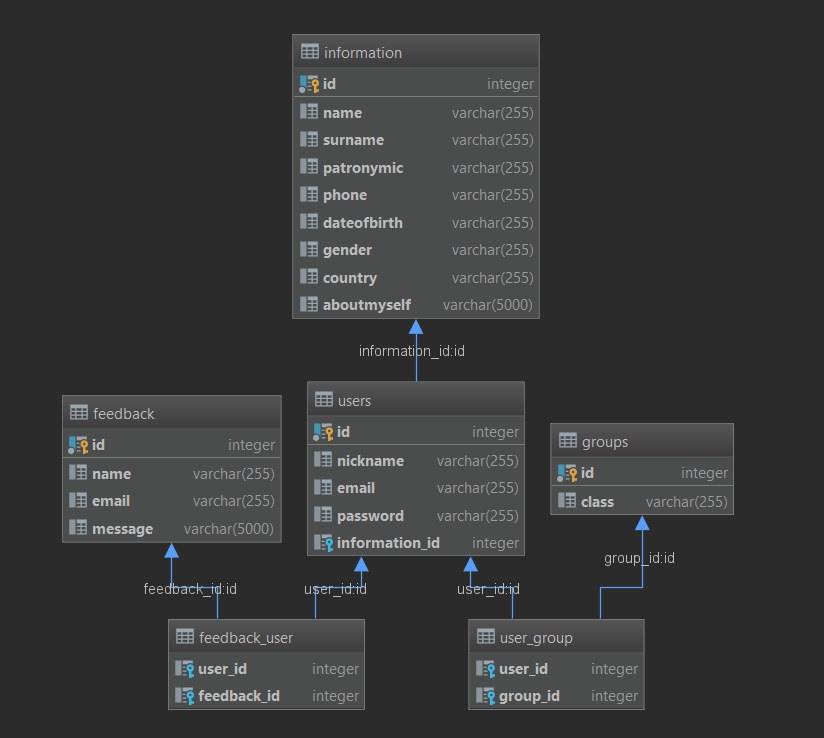 information
id integer
name varchar(255)
surname varchar(255)
patronymic varchar(255)
phone varchar(255)
dateofbirth varchar(255)
gender varchar(255)
country varchar(255)
aboutmyself varchar(5000)
information_id:id
feedback
id integer
name varchar(255)
email varchar(255)
message varchar(5000)
users
id integer
nickname varchar(255)
email varchar(255)
password varchar(255)
information_id integer
groups
id integer
class varchar(255)
feedback_id:id
user_id:id
user_id:id
group_id:id
feedback_user
user_id integer
feedback_id integer
user_group
user_id integer
group_id integer